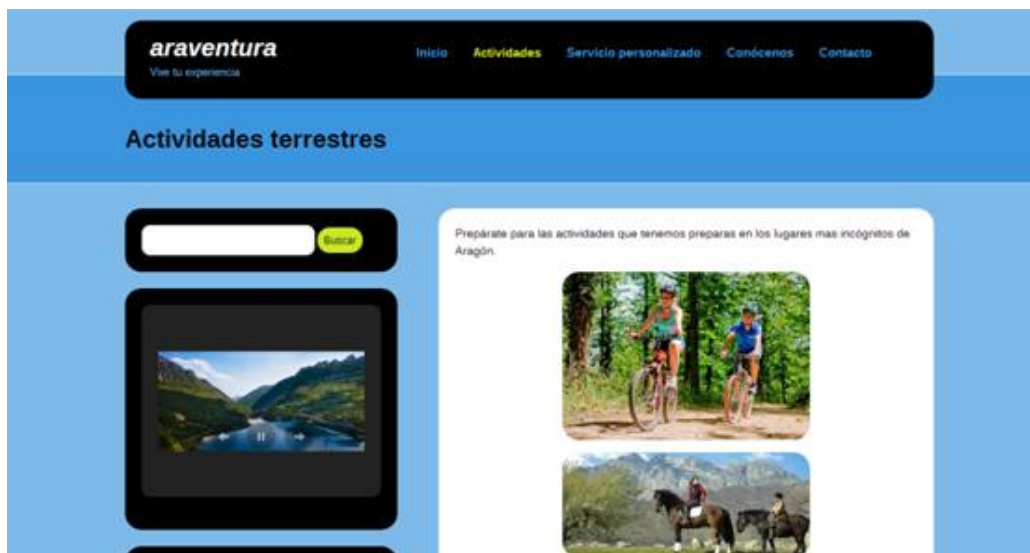 araventura
Vive tu experiencia
Inicio Actividades Servicio personalizado Conócenos Contacto
Actividades terrestres
Buscar
Prepárate para las actividades que tenemos preparas en los lugares mas incógnitos de
Aragón.